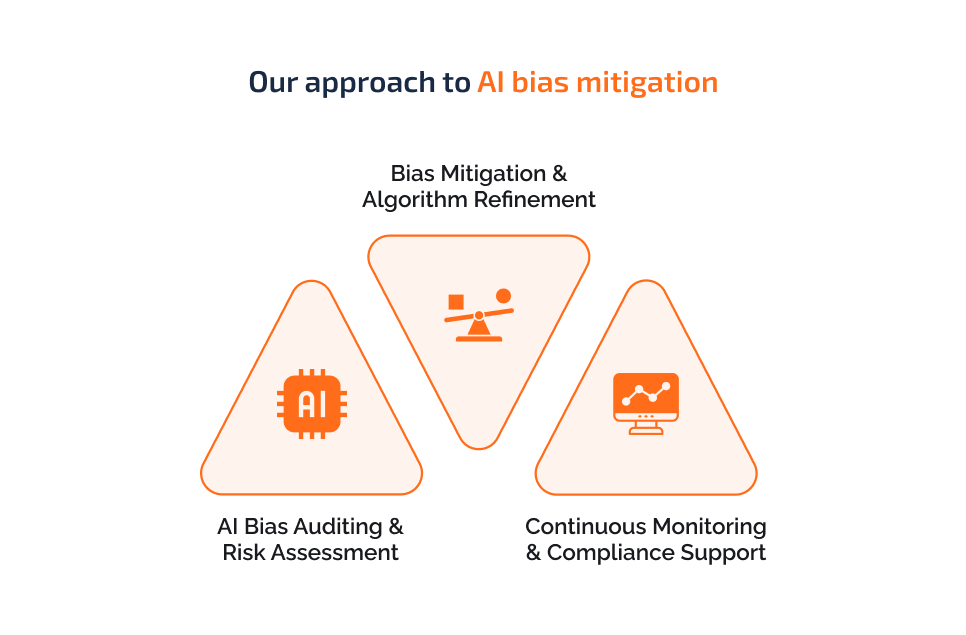 Our approach to AI bias mitigation
Bias Mitigation &
Algorithm Refinement
AI
AI Bias Auditing &
Risk Assessment
Continuous Monitoring
& Compliance Support